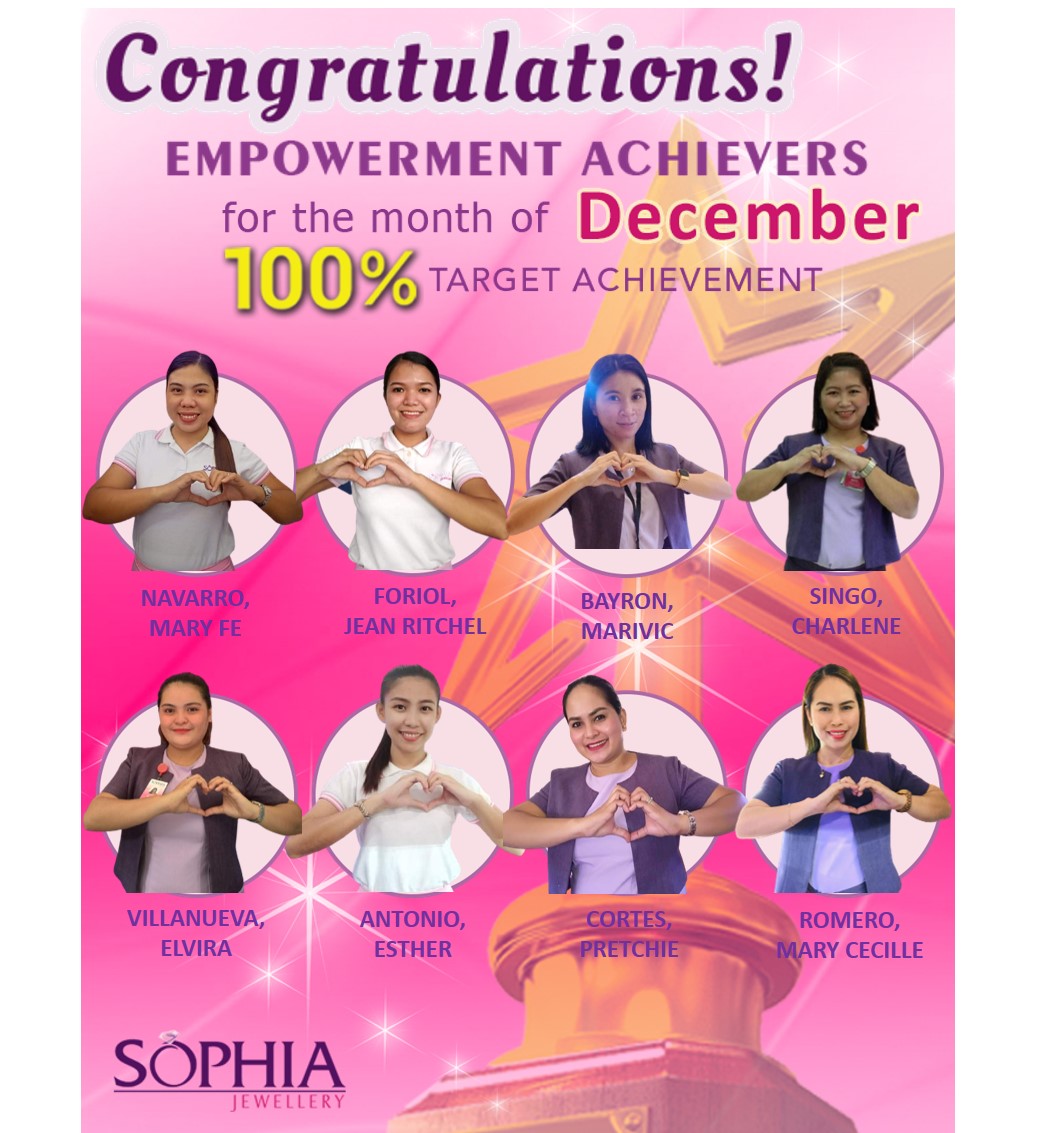 Congratulations!
EMPOWERMENT ACHIEVERS
for the month of December
100% TARGET ACHIEVEMENT
NAVARRO,
MARY FE
FORIOL,
JEAN RITCHEL
BAYRON,
MARIVIC
SINGO,
CHARLENE
VILLANUEVA,
ELVIRA
ANTONIO,
ESTHER
CORTES,
PRETCHIE
ROMERO,
MARY CECILLE
SOPHIA
JEWELLERY